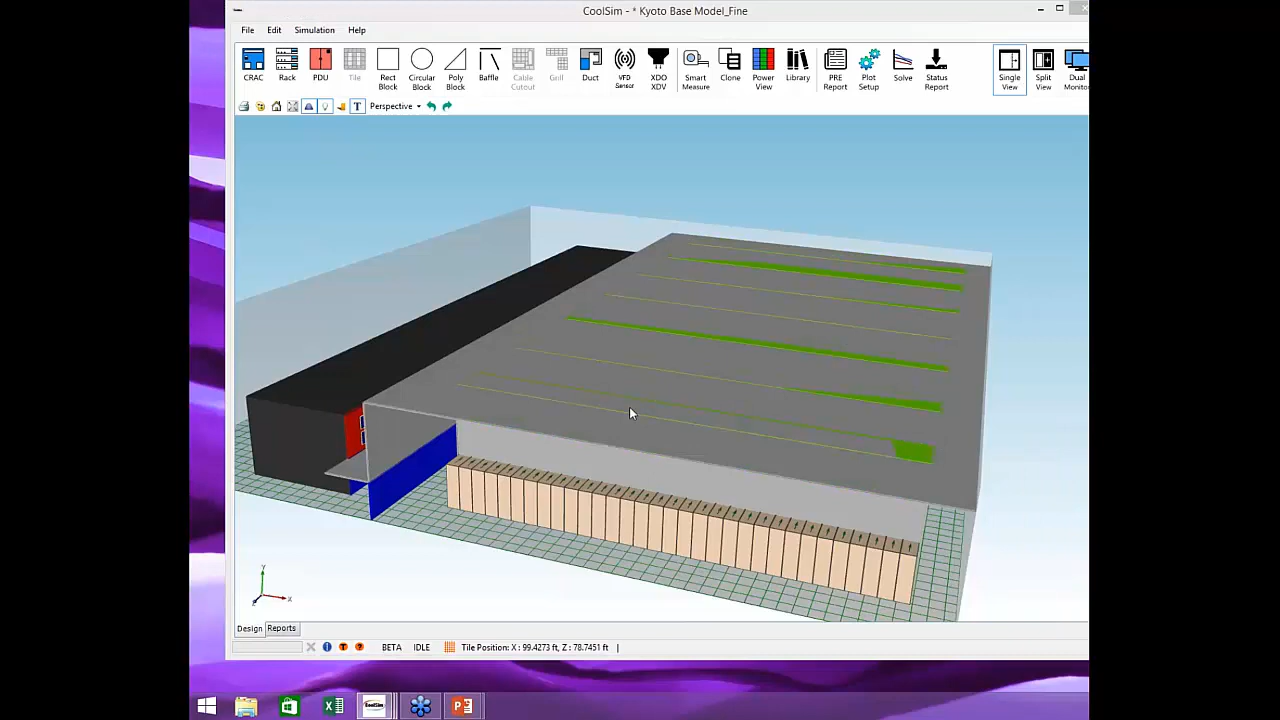 CoolSim - * Kyoto Base Model_Fine
File Edit Simulation Help
CRAC Rack PDU Tile Rect Block Circular Block Poly Block Baffle Cable Cutout Grill Duct VFD Sensor XDO XDV Smart Measure Clone Power View Library PRE Report Plot Setup Solve Status Report Single View Split View Dual
T Perspective
Y
X
Z
Design Reports
BETA IDLE Tile Position: X : 99.4273 ft, Z : 78.7451 ft |
CoolSim